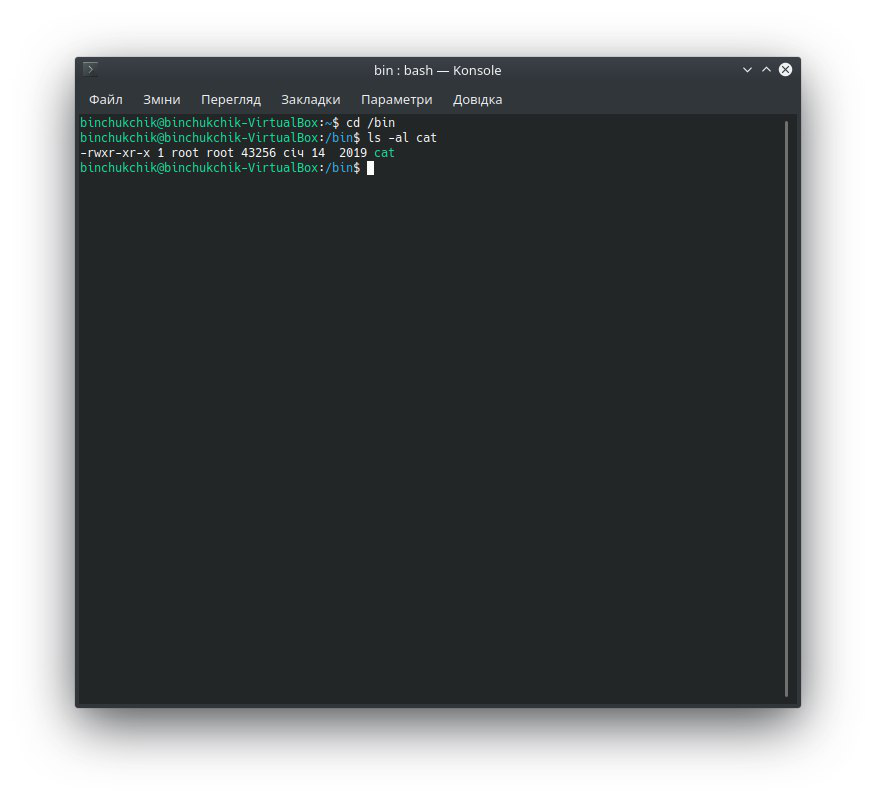 bin : bash — Konsole
Файл Зміни Перегляд Закладки Параметри Довідка
binchukchik@binchukchik-VirtualBox:~$ cd /bin
binchukchik@binchukchik-VirtualBox:/bin$ ls -al cat
-rwxr-xr-x 1 root root 43256 січ 14  2019 cat
binchukchik@binchukchik-VirtualBox:/bin$